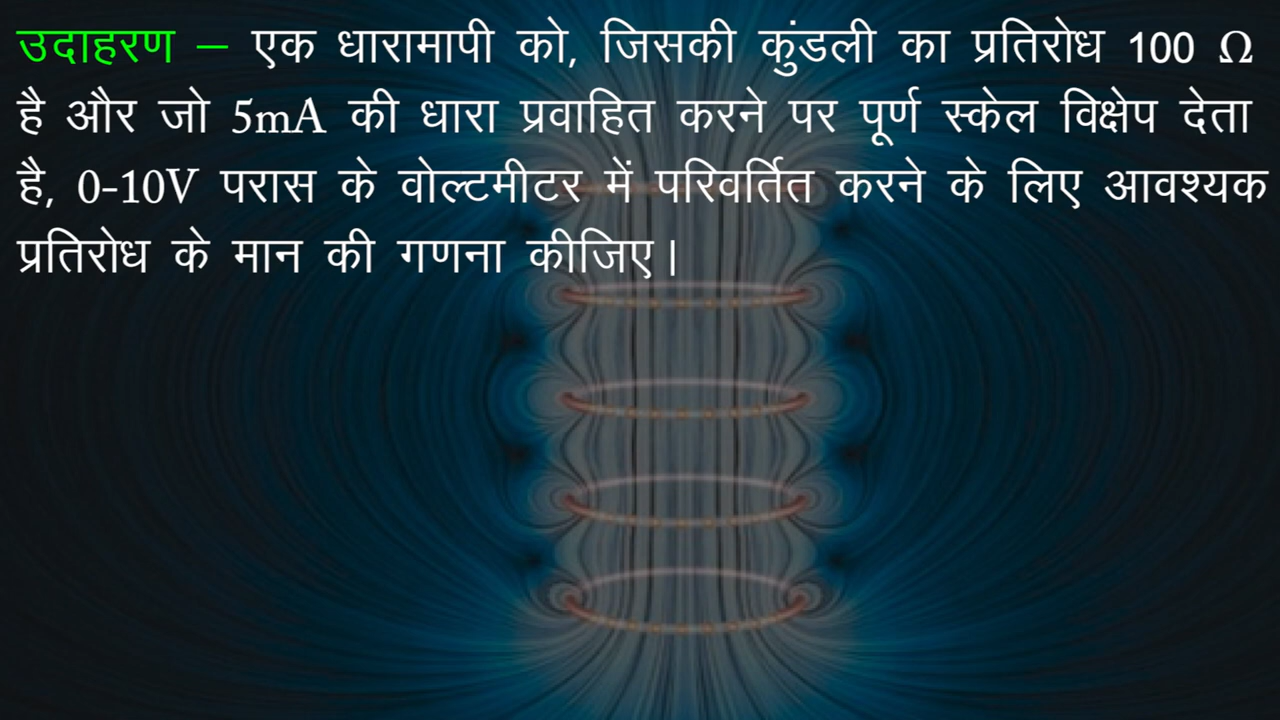 उदाहरण – एक धारामापी को, जिसकी कुंडली का प्रतिरोध 100 Ω
है और जो 5mA की धारा प्रवाहित करने पर पूर्ण स्केल विक्षेप देता
है, 0-10V परास के वोल्टमीटर में परिवर्तित करने के लिए आवश्यक
प्रतिरोध के मान की गणना कीजिए।